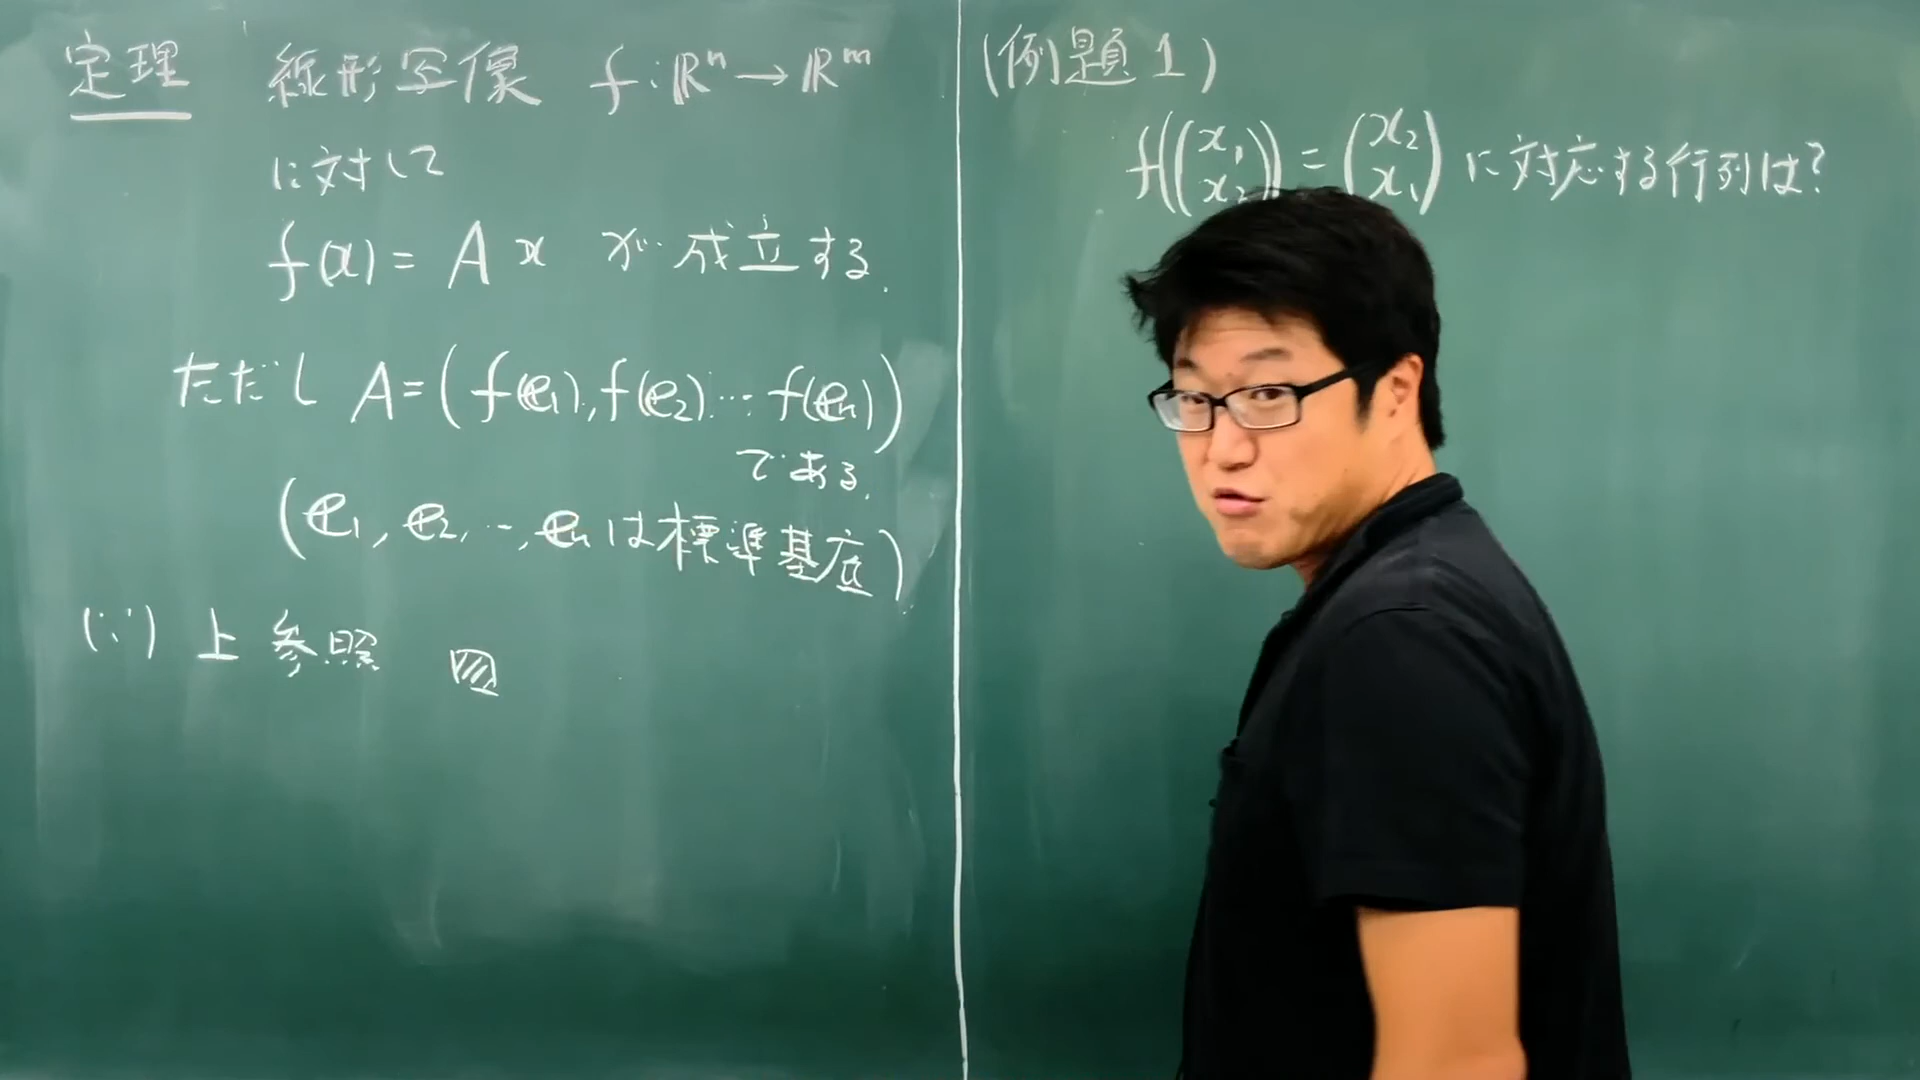 定理 線形写像 f : ℝⁿ → ℝᵐ
に対して
f(x) = A x が成立する.
ただし A = ( f(e₁), f(e₂) … f(eₙ) )
である.
( e₁, e₂, …, eₙ は標準基底 )
(∵) 上参照 ▨
(例題1)
f((x₁ x₂)) = (x₂ x₁) に対応する行列は?